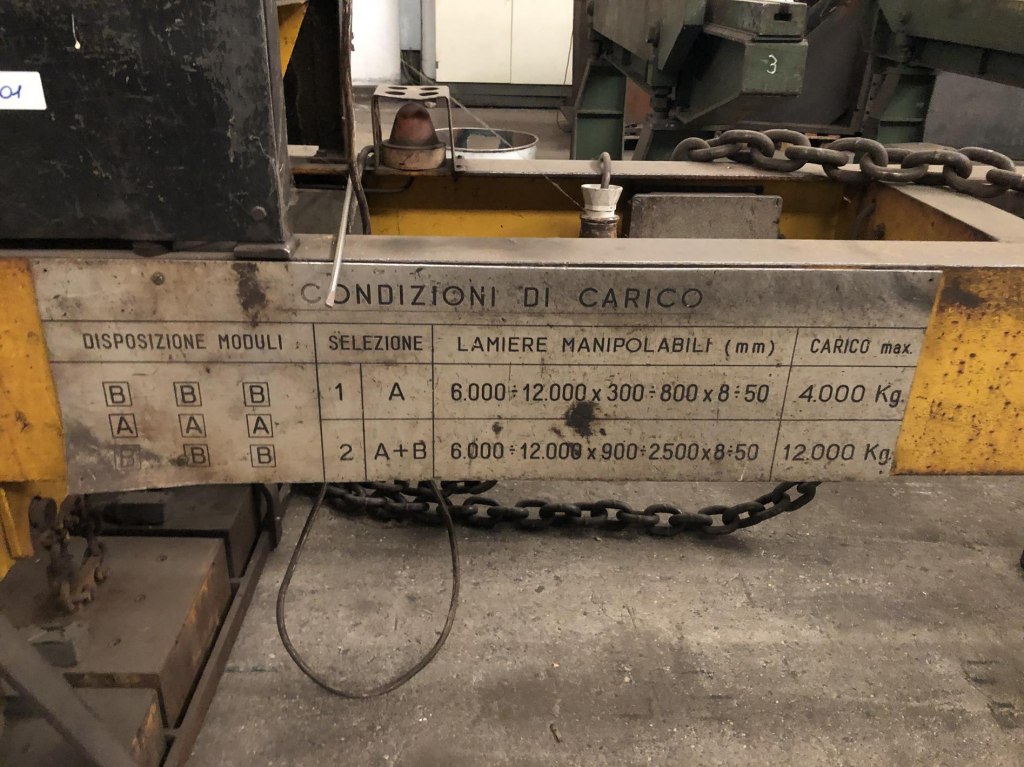 01
3
CONDIZIONI DI CARICO
DISPOSIZIONE MODULI SELEZIONE LAMIERE MANIPOLABILI (mm) CARICO max.
B B B 1 A 6.000÷12.000 x 300÷800 x 8÷50 4.000 Kg.
A A A
B B B 2 A+B 6.000÷12.000 x 900÷2500 x 8÷50 12.000 Kg.